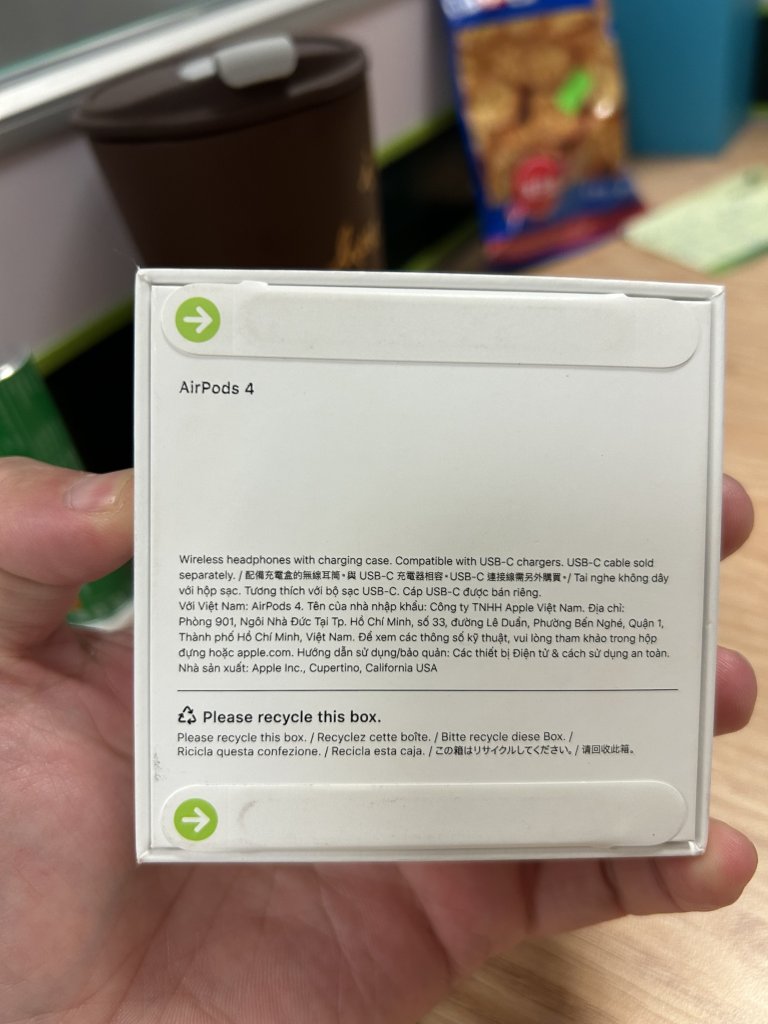 AirPods 4
Wireless headphones with charging case. Compatible with USB-C chargers. USB-C cable sold
separately. / 配備充電盒的無線耳筒。與 USB-C 充電器相容。USB-C 連接線需另外購買。/ Tai nghe không dây
với hộp sạc. Tương thích với bộ sạc USB-C. Cáp USB-C được bán riêng.
Với Việt Nam: AirPods 4. Tên của nhà nhập khẩu: Công ty TNHH Apple Việt Nam. Địa chỉ:
Phòng 901, Ngôi Nhà Đức Tại Tp. Hồ Chí Minh, số 33, đường Lê Duẩn, Phường Bến Nghé, Quận 1,
Thành phố Hồ Chí Minh, Việt Nam. Để xem các thông số kỹ thuật, vui lòng tham khảo trong hộp
đựng hoặc apple.com. Hướng dẫn sử dụng/bảo quản: Các thiết bị Điện tử & cách sử dụng an toàn.
Nhà sản xuất: Apple Inc., Cupertino, California USA
Please recycle this box.
Please recycle this box. / Recyclez cette boîte. / Bitte recycle diese Box. /
Ricicla questa confezione. / Recicla esta caja. / この箱はリサイクルしてください。/ 请回收此箱。